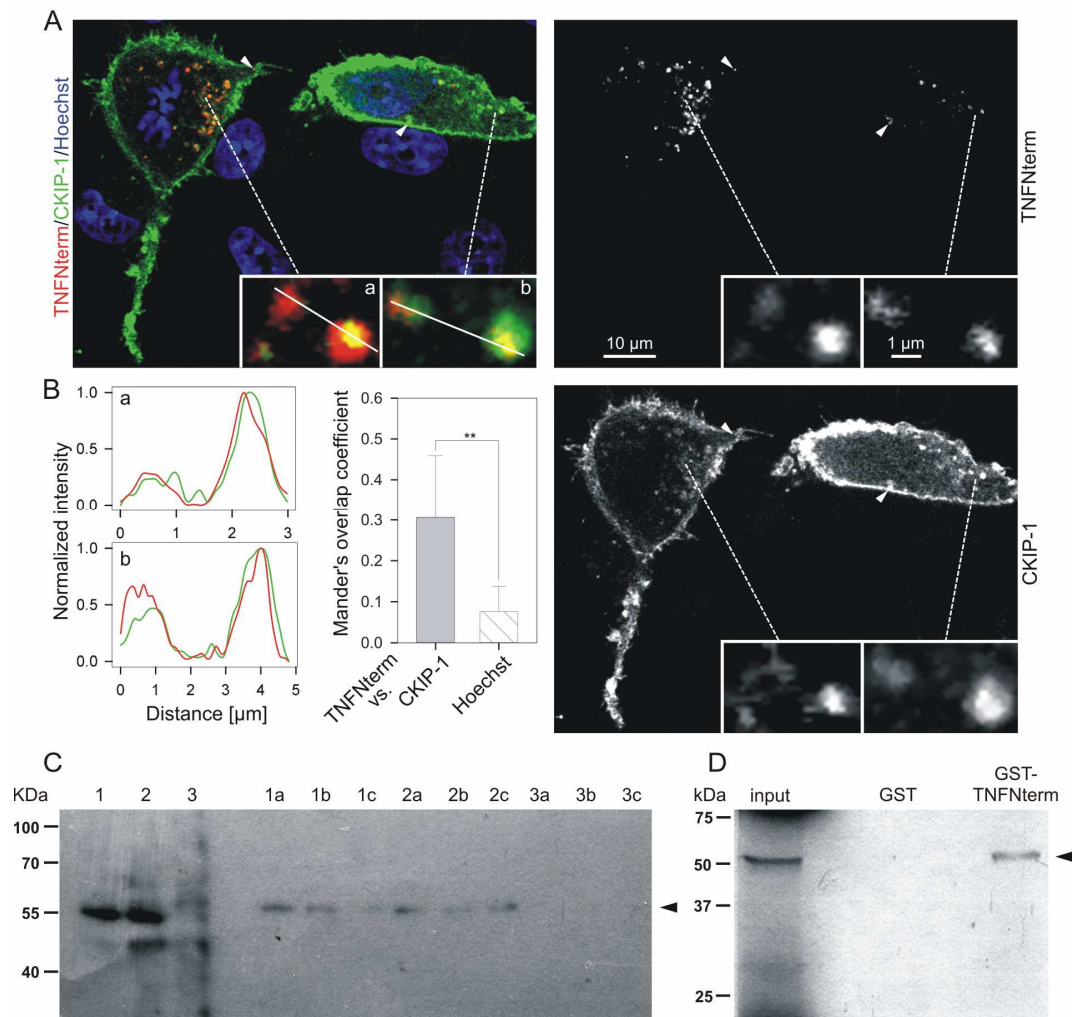 A
TNFNterm/CKIP-1/Hoechst
a
b
TNFNterm
10 µm
1 µm
B
Normalized intensity
a
1.0
0.5
0.0
0 1 2 3
b
1.0
0.5
0.0
0 1 2 3 4 5
Distance [µm]
Mander's overlap coefficient
0.6
0.5
0.4
0.3
0.2
0.1
0.0
**
TNFNterm
vs.
CKIP-1
Hoechst
CKIP-1
C
KDa 1 2 3 1a 1b 1c 2a 2b 2c 3a 3b 3c
100
70
55
40
D
kDa input GST GST-
TNFNterm
75
50
37
25